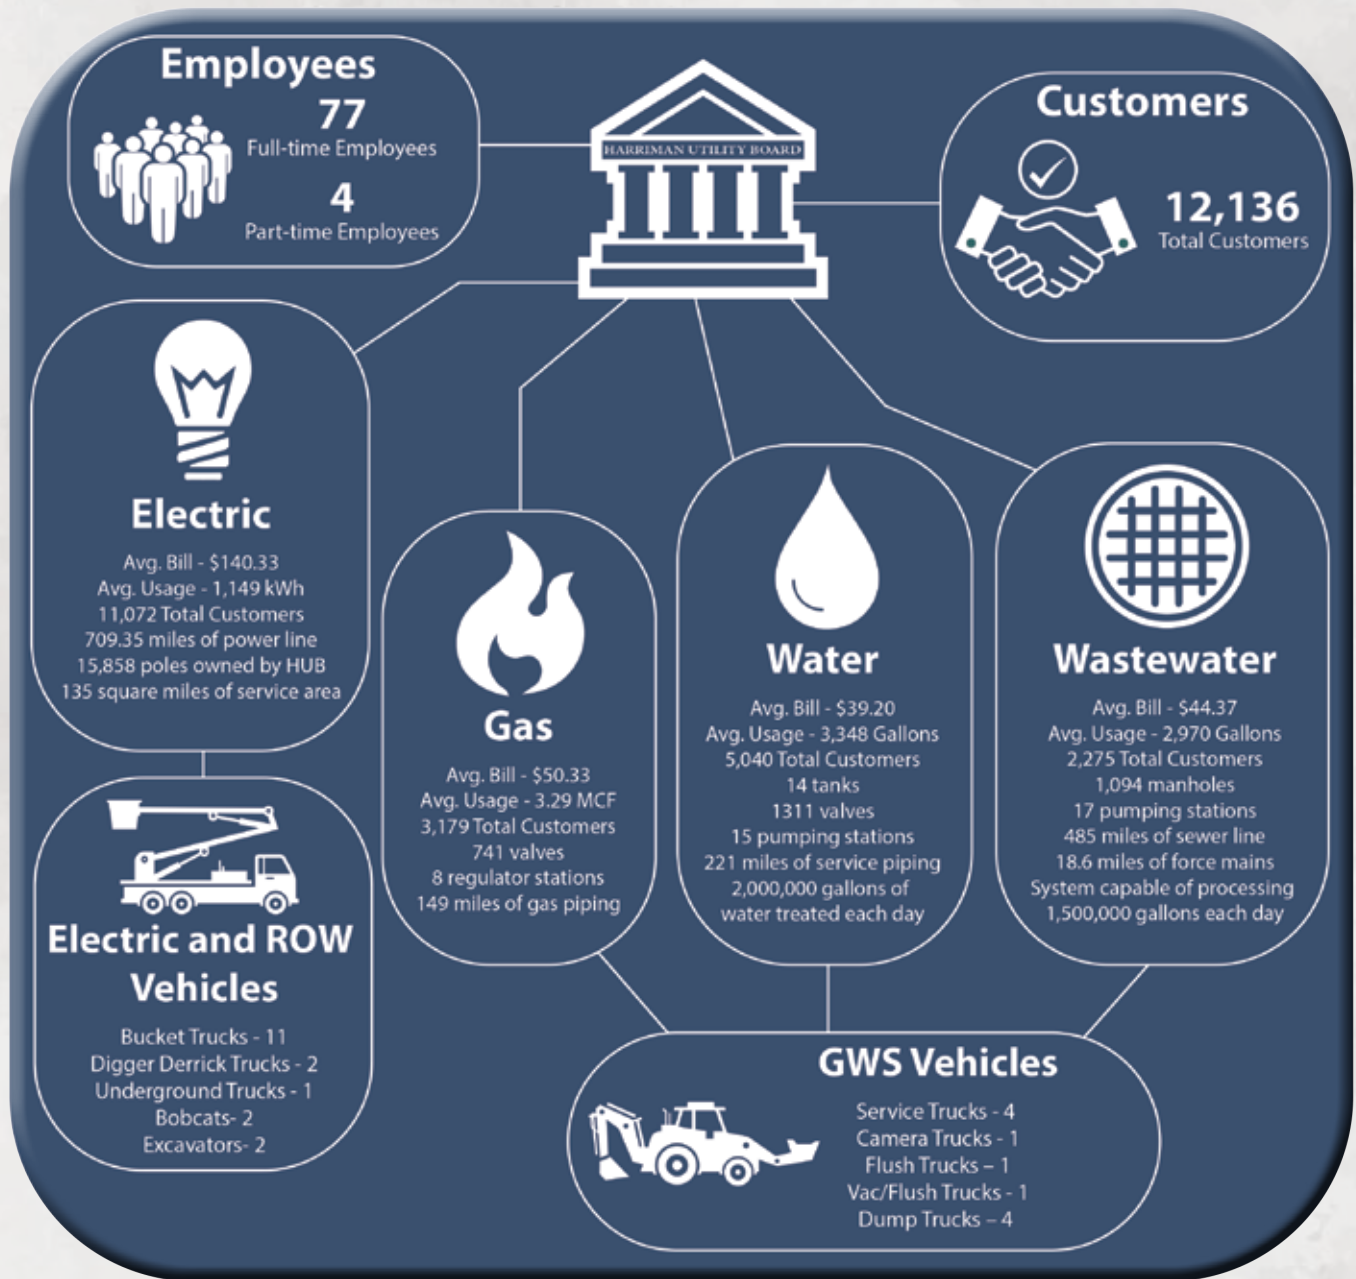 Employees
77
Full-time Employees
4
Part-time Employees
HARRIMAN UTILITY BOARD
Customers
12,136
Total Customers
Electric
Avg. Bill - $140.33
Avg. Usage - 1,149 kWh
11,072 Total Customers
709.35 miles of power line
15,858 poles owned by HUB
135 square miles of service area
Gas
Avg. Bill - $50.33
Avg. Usage - 3.29 MCF
3,179 Total Customers
741 valves
8 regulator stations
149 miles of gas piping
Water
Avg. Bill - $39.20
Avg. Usage - 3,348 Gallons
5,040 Total Customers
14 tanks
1311 valves
15 pumping stations
221 miles of service piping
2,000,000 gallons of
water treated each day
Wastewater
Avg. Bill - $44.37
Avg. Usage - 2,970 Gallons
2,275 Total Customers
1,094 manholes
17 pumping stations
485 miles of sewer line
18.6 miles of force mains
System capable of processing
1,500,000 gallons each day
Electric and ROW
Vehicles
Bucket Trucks - 11
Digger Derrick Trucks - 2
Underground Trucks - 1
Bobcats- 2
Excavators- 2
GWS Vehicles
Service Trucks - 4
Camera Trucks - 1
Flush Trucks – 1
Vac/Flush Trucks - 1
Dump Trucks – 4